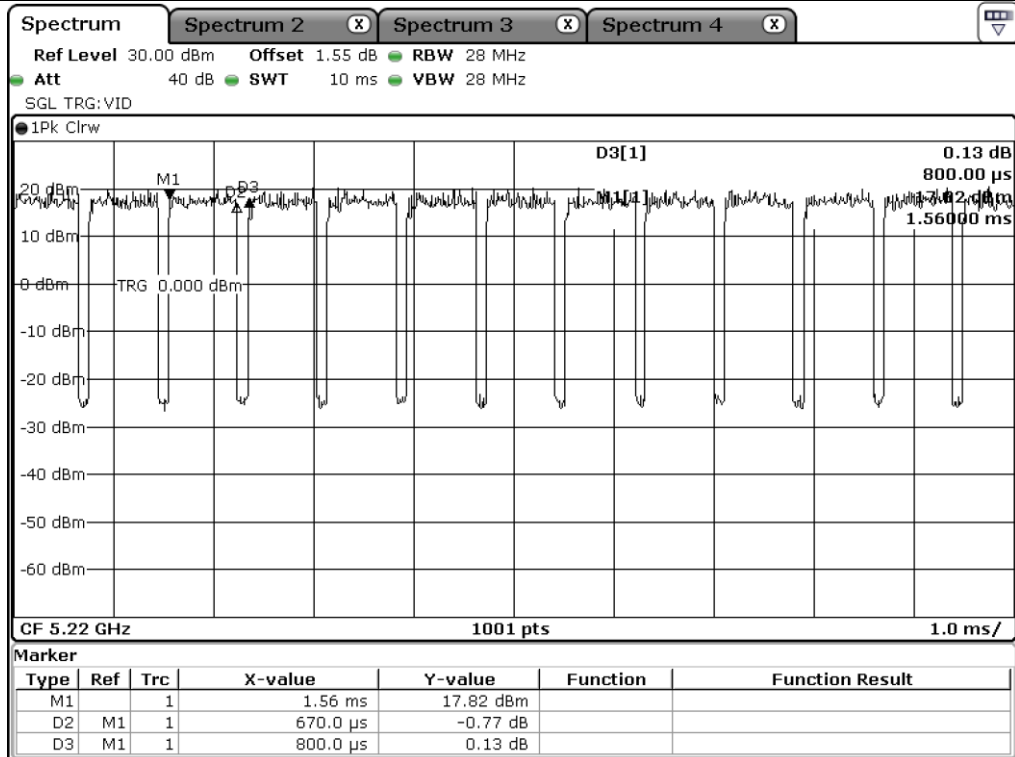 Spectrum Spectrum 2 X Spectrum 3 X Spectrum 4 X
Ref Level 30.00 dBm Offset 1.55 dB RBW 28 MHz
Att 40 dB SWT 10 ms VBW 28 MHz
SGL TRG: VID
1Pk Clrw
D3[1] 0.13 dB
800.00 µs
M1[1] 17.82 dBm
1.56000 ms
M1
D2 D3
20 dBm
10 dBm
0 dBm TRG 0.000 dBm
-10 dBm
-20 dBm
-30 dBm
-40 dBm
-50 dBm
-60 dBm
CF 5.22 GHz 1001 pts 1.0 ms/
Marker
Type Ref Trc X-value Y-value Function Function Result
M1 1 1.56 ms 17.82 dBm
D2 M1 1 670.0 µs -0.77 dB
D3 M1 1 800.0 µs 0.13 dB